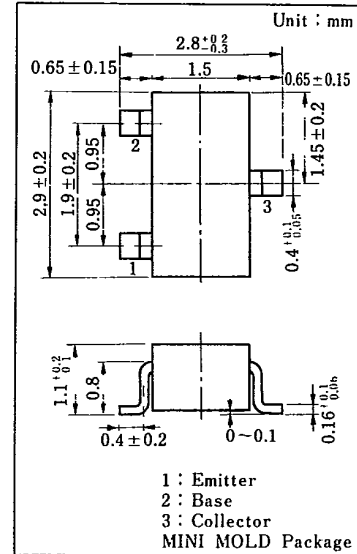 Unit : mm
2.8 +0.2 −0.3
0.65 ± 0.15
1.5
0.65 ± 0.15
2.9 ± 0.2
1.9 ± 0.2
0.95
0.95
2
1
3
1.45 ± 0.2
0.4 +0.1 −0.05
1.1 +0.2 −0.1
0.8
0.4 ± 0.2
0~0.1
0.16 +0.1 −0.06
1 : Emitter
2 : Base
3 : Collector
MINI MOLD Package